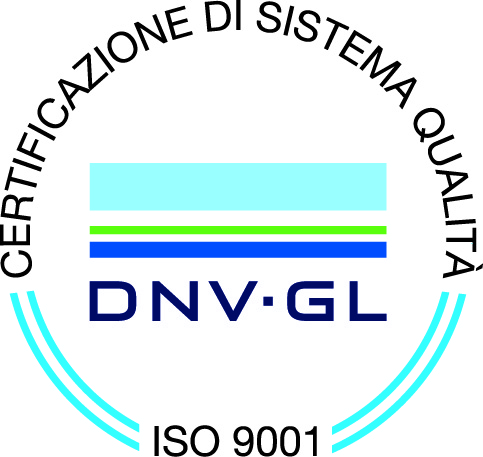 CERTIFICAZIONE DI SISTEMA QUALITÀ
DNV·GL
ISO 9001